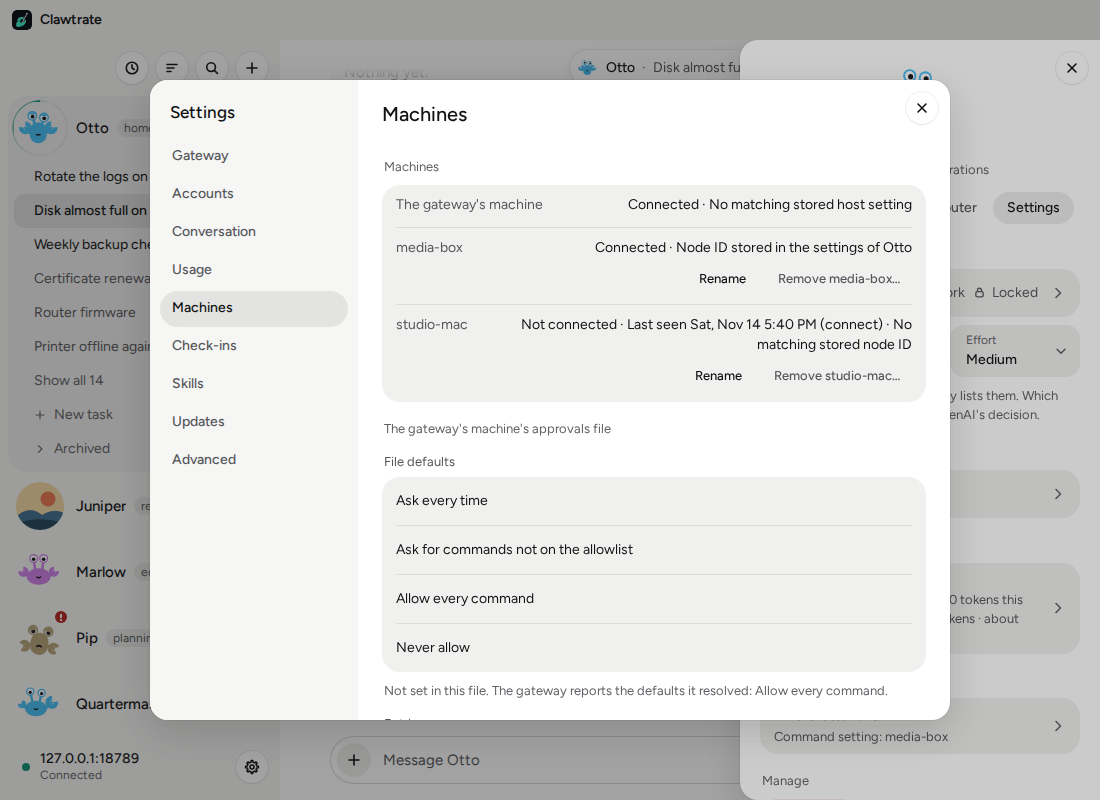 Clawtrate
Nothing yet.
Otto · Disk almost fu
Otto
home
Rotate the logs on
Disk almost full on
Weekly backup che
Certificate renewa
Router firmware
Printer offline again
Show all 14
New task
Archived
Juniper
Marlow
Pip
plannin
Quarterma
127.0.0.1:18789
Connected
Settings
Gateway
Accounts
Conversation
Usage
Machines
Check-ins
Skills
Updates
Advanced
Machines
Machines
The gateway's machine
Connected · No matching stored host setting
media-box
Connected · Node ID stored in the settings of Otto
Rename
Remove media-box...
studio-mac
Not connected · Last seen Sat, Nov 14 5:40 PM (connect) · No
matching stored node ID
Rename
Remove studio-mac...
The gateway's machine's approvals file
File defaults
Ask every time
Ask for commands not on the allowlist
Allow every command
Never allow
Not set in this file. The gateway reports the defaults it resolved: Allow every command.
Message Otto
rations
uter
Settings
ork
Locked
Effort
Medium
y lists them. Which
enAI's decision.
0 tokens this
kens · about
Command setting: media-box
Manage